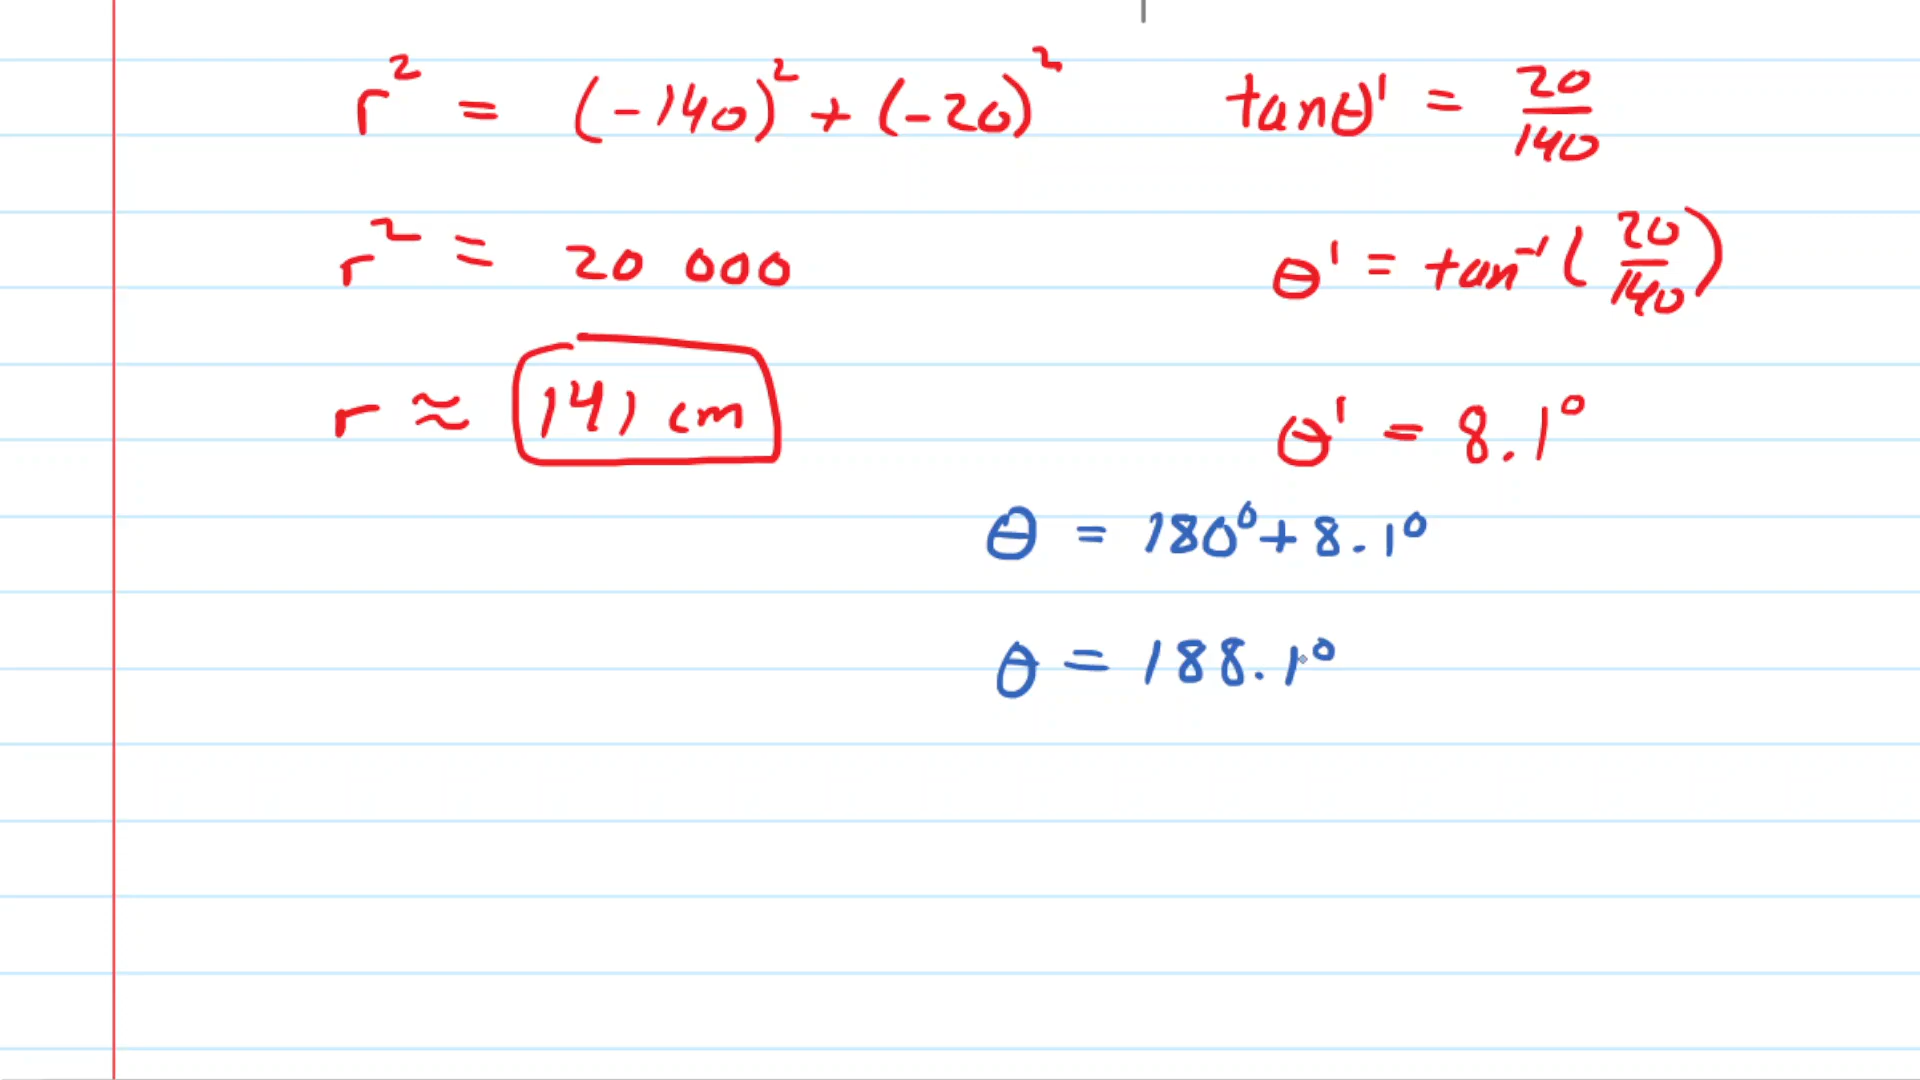 r² = (-140)² + (-20)²
tanθ' = 20/140
r² = 20 000
θ' = tan⁻¹(20/140)
r ≈ 141 cm
θ' = 8.1°
θ = 180° + 8.1°
θ = 188.1°